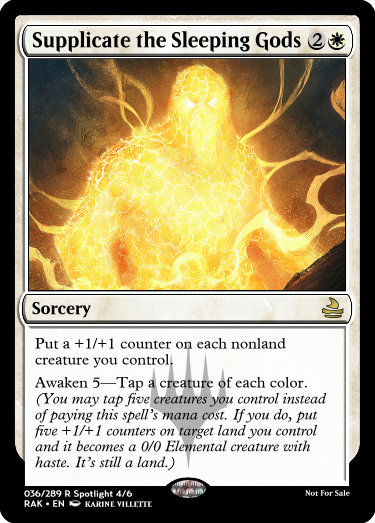 Supplicate the Sleeping Gods 2
Sorcery
Put a +1/+1 counter on each nonland
creature you control.
Awaken 5—Tap a creature of each color.
(You may tap five creatures you control instead
of paying this spell's mana cost. If you do, put
five +1/+1 counters on target land you control
and it becomes a 0/0 Elemental creature with
haste. It's still a land.)
036/289 R Spotlight 4/6 Not For Sale
RAK • EN KARINE VILLETTE